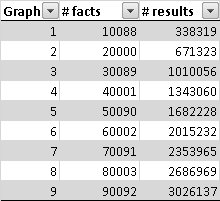 Graph # facts # results
1 10088 338319
2 20000 671323
3 30089 1010056
4 40001 1343060
5 50090 1682228
6 60002 2015232
7 70091 2353965
8 80003 2686969
9 90092 3026137